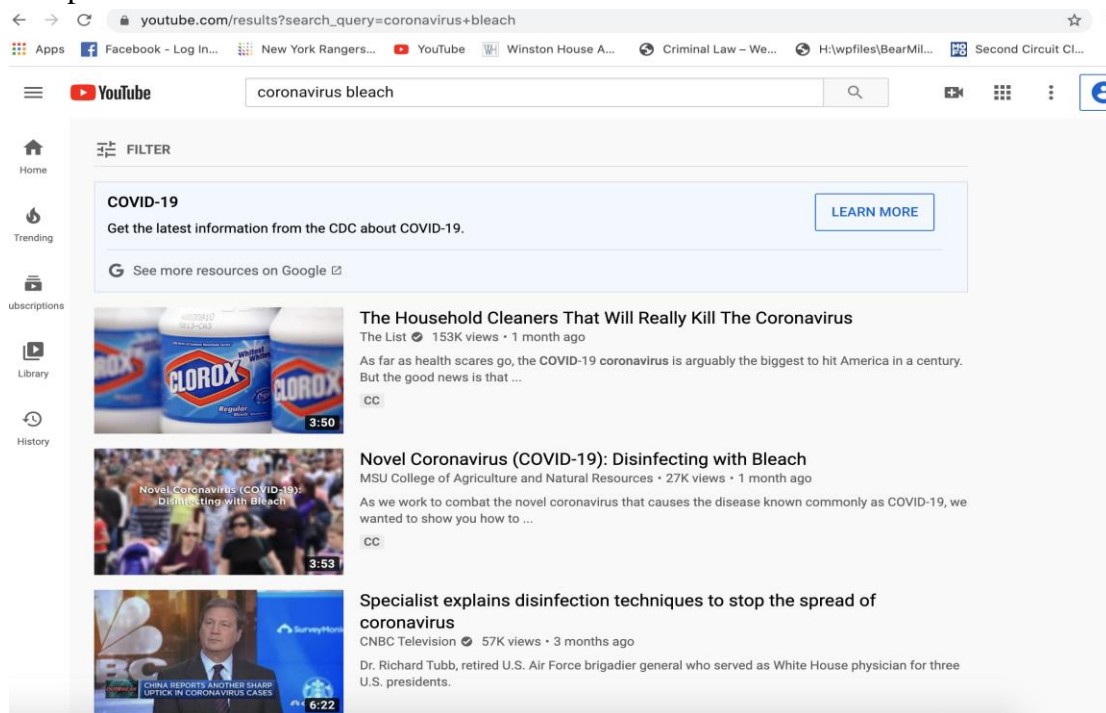 youtube.com/results?search_query=coronavirus+bleach
Apps Facebook - Log In... New York Rangers... YouTube Winston House A... Criminal Law – We... H:\wpfiles\BearMil... Second Circuit Cl...
YouTube coronavirus bleach
FILTER
Home
COVID-19
LEARN MORE
Get the latest information from the CDC about COVID-19.
Trending
G See more resources on Google
ubscriptions
The Household Cleaners That Will Really Kill The Coronavirus
The List 153K views • 1 month ago
As far as health scares go, the COVID-19 coronavirus is arguably the biggest to hit America in a century.
But the good news is that ...
CC
CLOROX
Regular
3:50
Library
History
Novel Coronavirus (COVID-19): Disinfecting with Bleach
MSU College of Agriculture and Natural Resources • 27K views • 1 month ago
As we work to combat the novel coronavirus that causes the disease known commonly as COVID-19, we
wanted to show you how to ...
CC
Novel Coronavirus (COVID-19):
Disinfecting with Bleach
3:53
Specialist explains disinfection techniques to stop the spread of
coronavirus
CNBC Television 57K views • 3 months ago
Dr. Richard Tubb, retired U.S. Air Force brigadier general who served as White House physician for three
U.S. presidents.
CHINA REPORTS ANOTHER SHARP
UPTICK IN CORONAVIRUS CASES
6:22